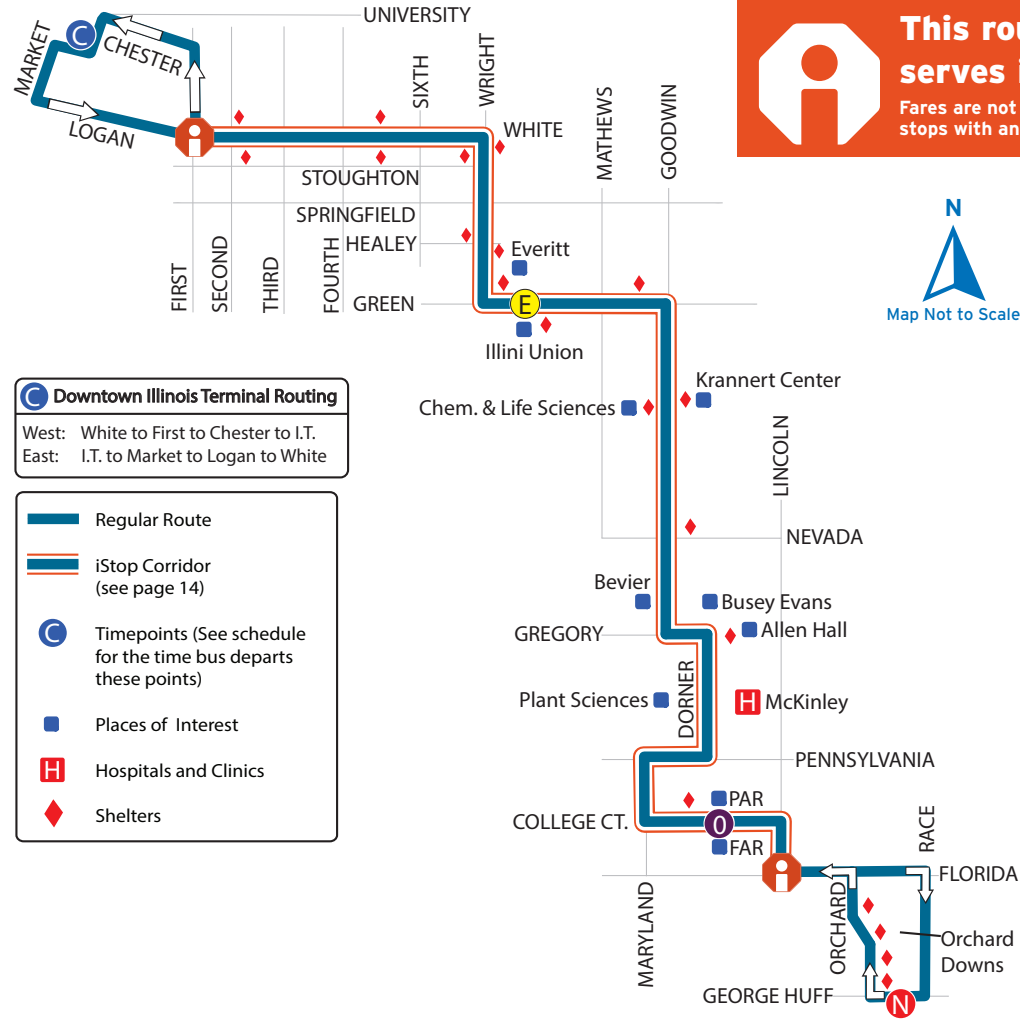 UNIVERSITY
MARKET
C
CHESTER
LOGAN
SIXTH
WRIGHT
WHITE
STOUGHTON
SPRINGFIELD
HEALEY
FIRST
SECOND
THIRD
FOURTH
GREEN
MATHEWS
GOODWIN
This rou
serves i
Fares are not
stops with an
N
Map Not to Scale
Everitt
E
Illini Union
Krannert Center
Chem. & Life Sciences
LINCOLN
C Downtown Illinois Terminal Routing
West: White to First to Chester to I.T.
East: I.T. to Market to Logan to White
Regular Route
iStop Corridor
(see page 14)
C Timepoints (See schedule
for the time bus departs
these points)
Places of Interest
H Hospitals and Clinics
Shelters
NEVADA
Bevier
Busey Evans
GREGORY
Allen Hall
Plant Sciences
DORNER
H McKinley
PENNSYLVANIA
PAR
COLLEGE CT.
O
FAR
RACE
FLORIDA
MARYLAND
ORCHARD
Orchard
Downs
GEORGE HUFF
N